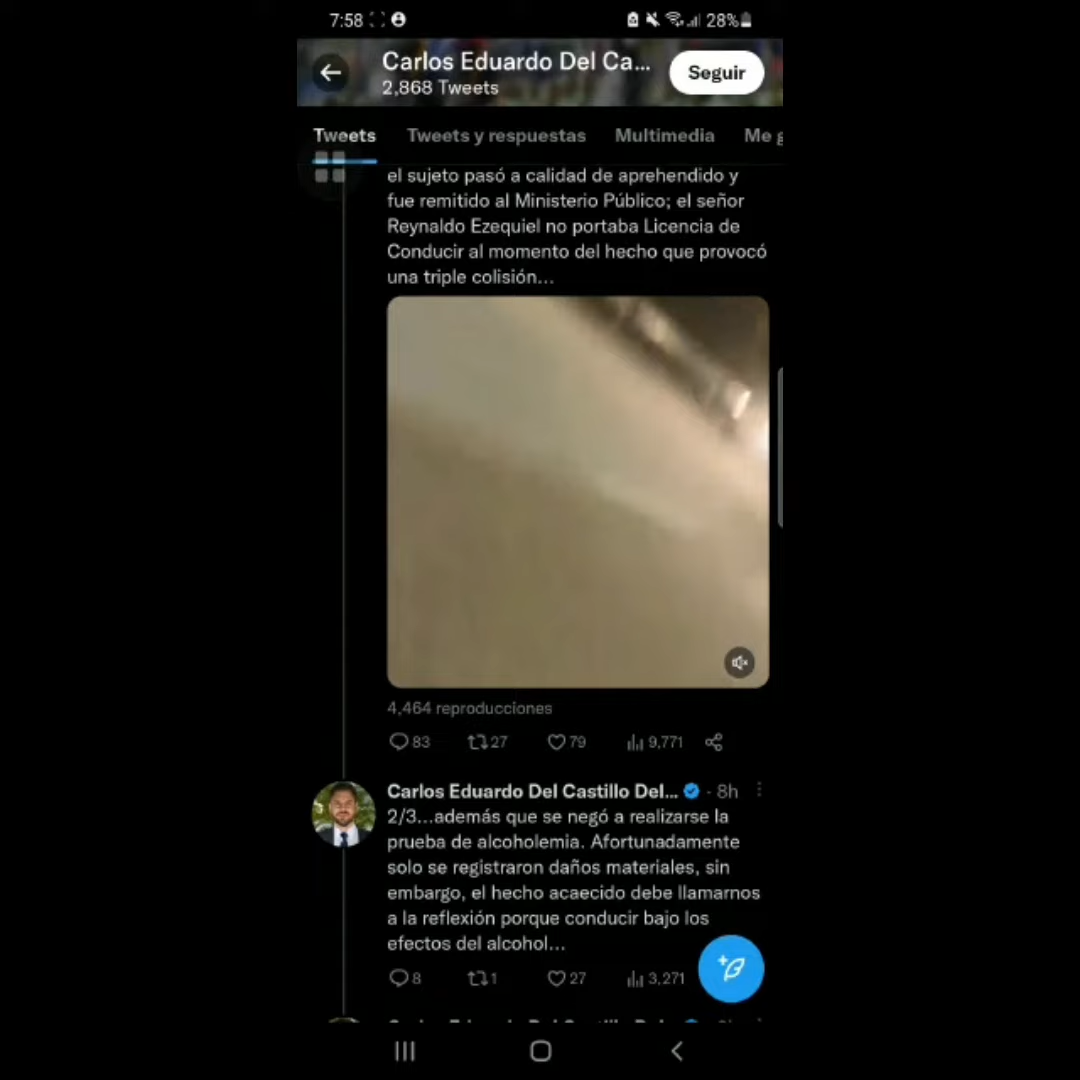 7:58
28%
Carlos Eduardo Del Ca...
2,868 Tweets
Seguir
Tweets
Tweets y respuestas
Multimedia
Me g
el sujeto pasó a calidad de aprehendido y
fue remitido al Ministerio Público; el señor
Reynaldo Ezequiel no portaba Licencia de
Conducir al momento del hecho que provocó
una triple colisión...
4,464 reproducciones
83
27
79
9,771
Carlos Eduardo Del Castillo Del... · 8h
2/3...además que se negó a realizarse la
prueba de alcoholemia. Afortunadamente
solo se registraron daños materiales, sin
embargo, el hecho acaecido debe llamarnos
a la reflexión porque conducir bajo los
efectos del alcohol...
8
1
27
3,271